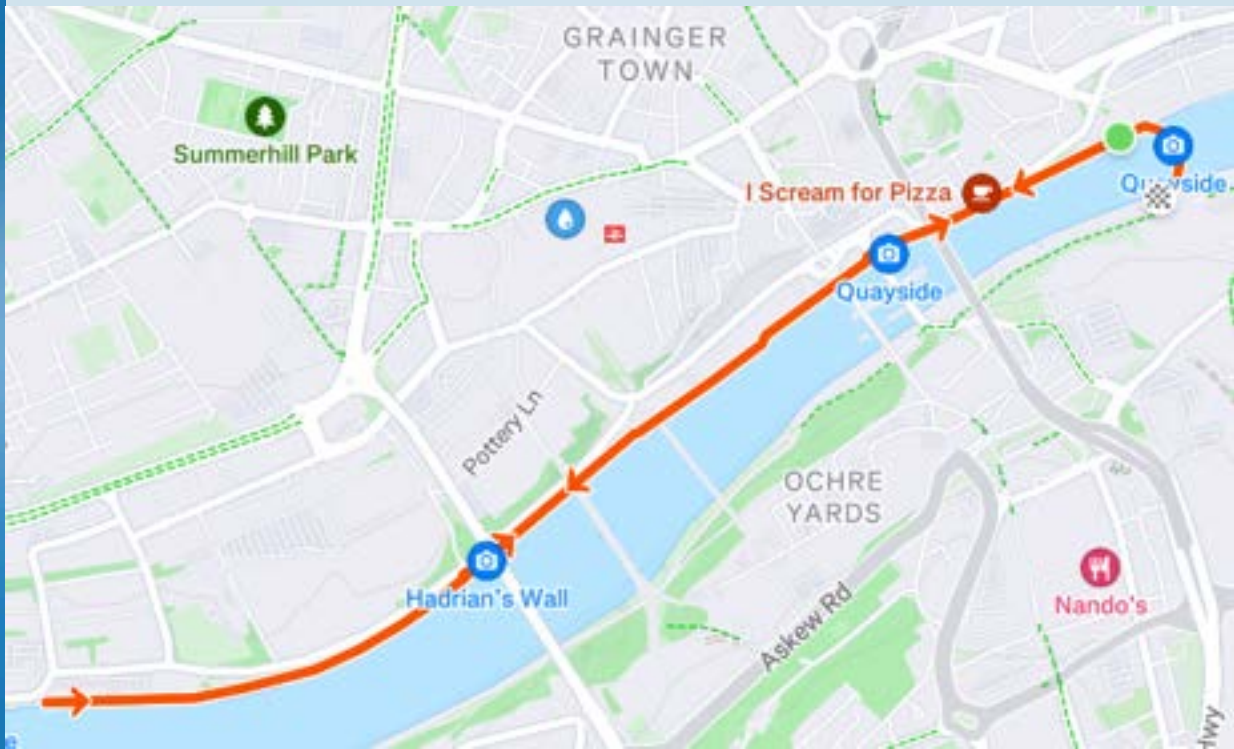 GRAINGER
TOWN
Summerhill Park
I Scream for Pizza
Quayside
Quayside
Pottery Ln
OCHRE
YARDS
Hadrian's Wall
Nando's
Askew Rd